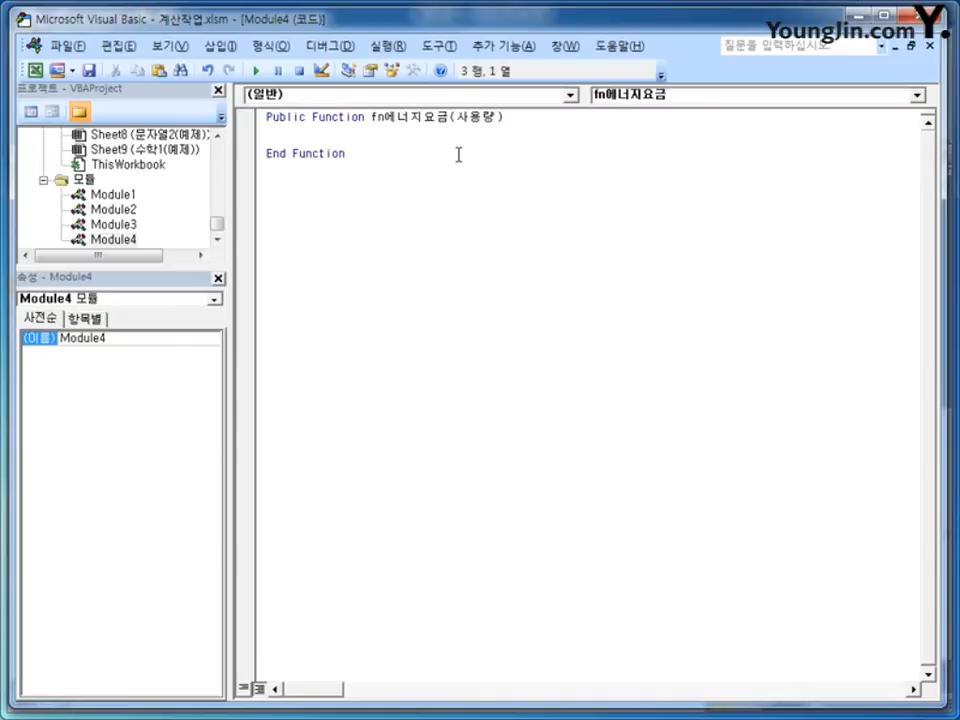 Microsoft Visual Basic - 계산작업.xlsm - [Module4 (코드)]
YoungJin.com Y.
파일(F) 편집(E) 보기(V) 삽입(I) 형식(O) 디버그(D) 실행(R) 도구(T) 추가 기능(A) 창(W) 도움말(H)
질문을 입력하십시오.
3 행, 1 열
프로젝트 - VBAProject
(일반)
fn에너지요금
Sheet8 (문자열2(예제))
Sheet9 (수학1(예제))
ThisWorkbook
모듈
Module1
Module2
Module3
Module4
속성 - Module4
Module4 모듈
사전순 항목별
(이름) Module4
Public Function fn에너지요금(사용량)
End Function